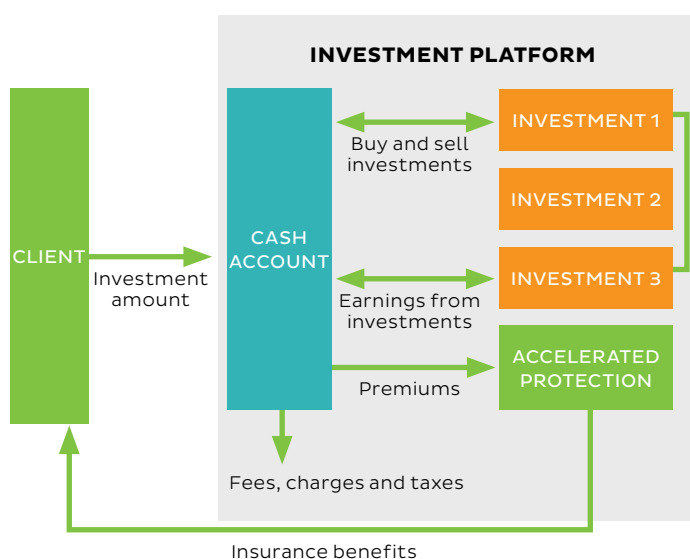 INVESTMENT PLATFORM
CLIENT
Investment
amount
CASH
ACCOUNT
Buy and sell
investments
Earnings from
investments
Premiums
Fees, charges and taxes
INVESTMENT 1
INVESTMENT 2
INVESTMENT 3
ACCELERATED
PROTECTION
Insurance benefits